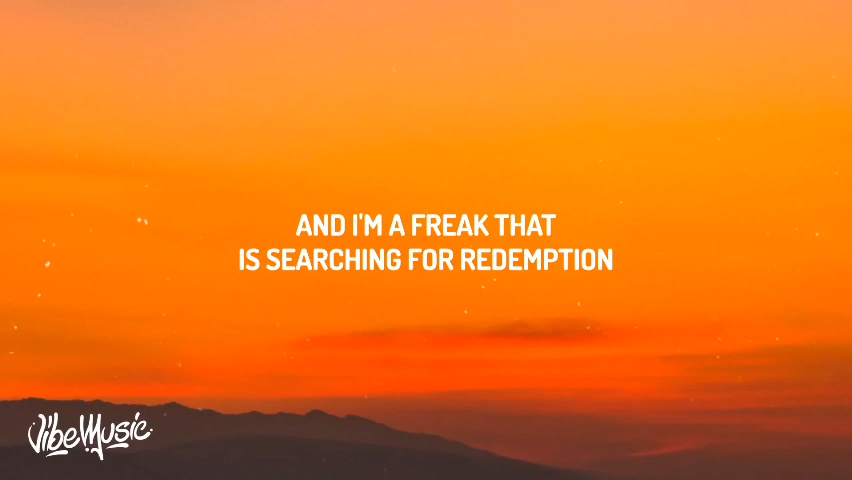 AND I'M A FREAK THAT
IS SEARCHING FOR REDEMPTION
VibeMusic